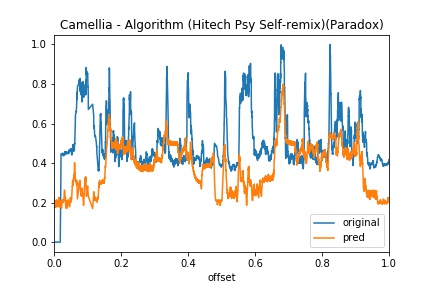 Camellia - Algorithm (Hitech Psy Self-remix)(Paradox)
1.0
0.8
0.6
0.4
0.2
0.0
0.0 0.2 0.4 0.6 0.8 1.0
offset
original
pred